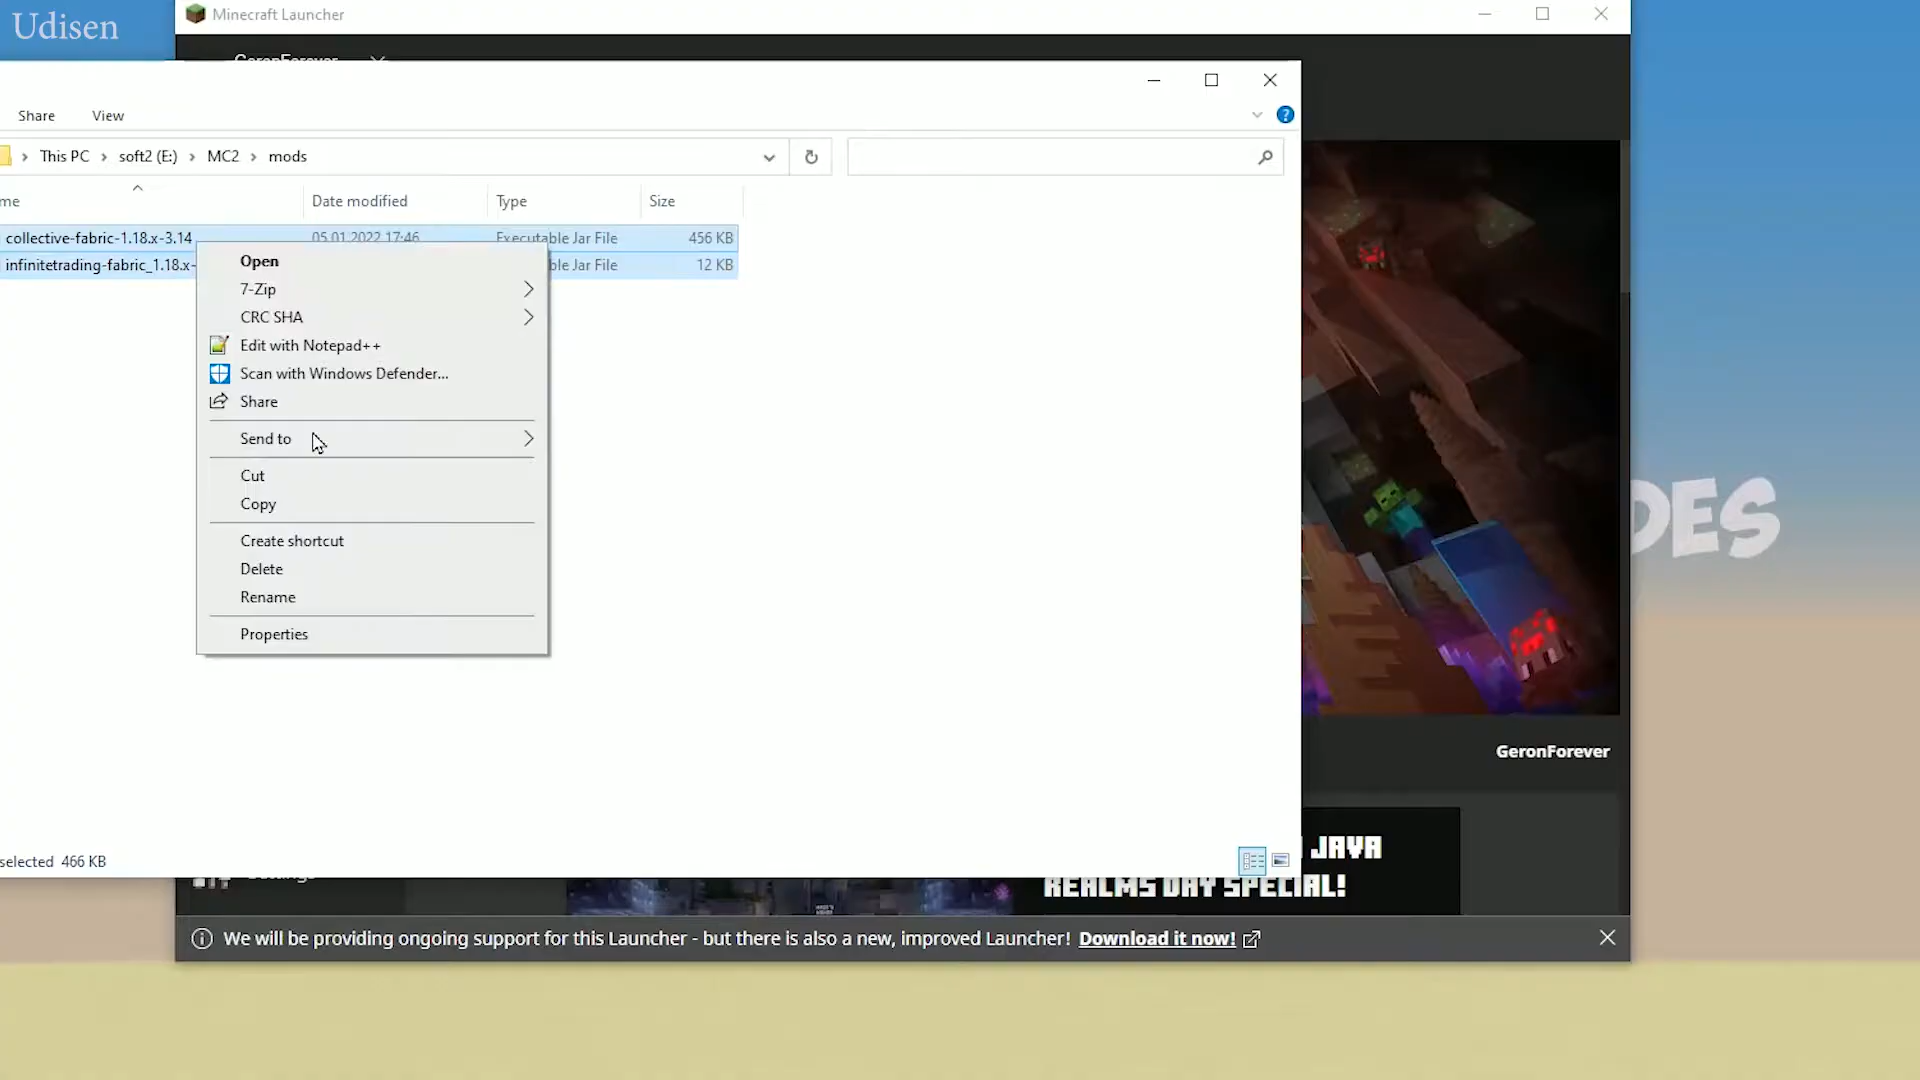 Udisen
Minecraft Launcher
GeronForever
Share View
This PC > soft2 (E:) > MC2 > mods
me Date modified Type Size
collective-fabric-1.18.x-3.14 05.01.2022 17:46 Executable Jar File 456 KB
infinitetrading-fabric_1.18.x- ble Jar File 12 KB
Open
7-Zip
CRC SHA
Edit with Notepad++
Scan with Windows Defender...
Share
Send to
Cut
Copy
Create shortcut
Delete
Rename
Properties
DES
GeronForever
selected 466 KB
Settings
JAVA
REALMS DAY SPECIAL!
We will be providing ongoing support for this Launcher - but there is also a new, improved Launcher! Download it now!